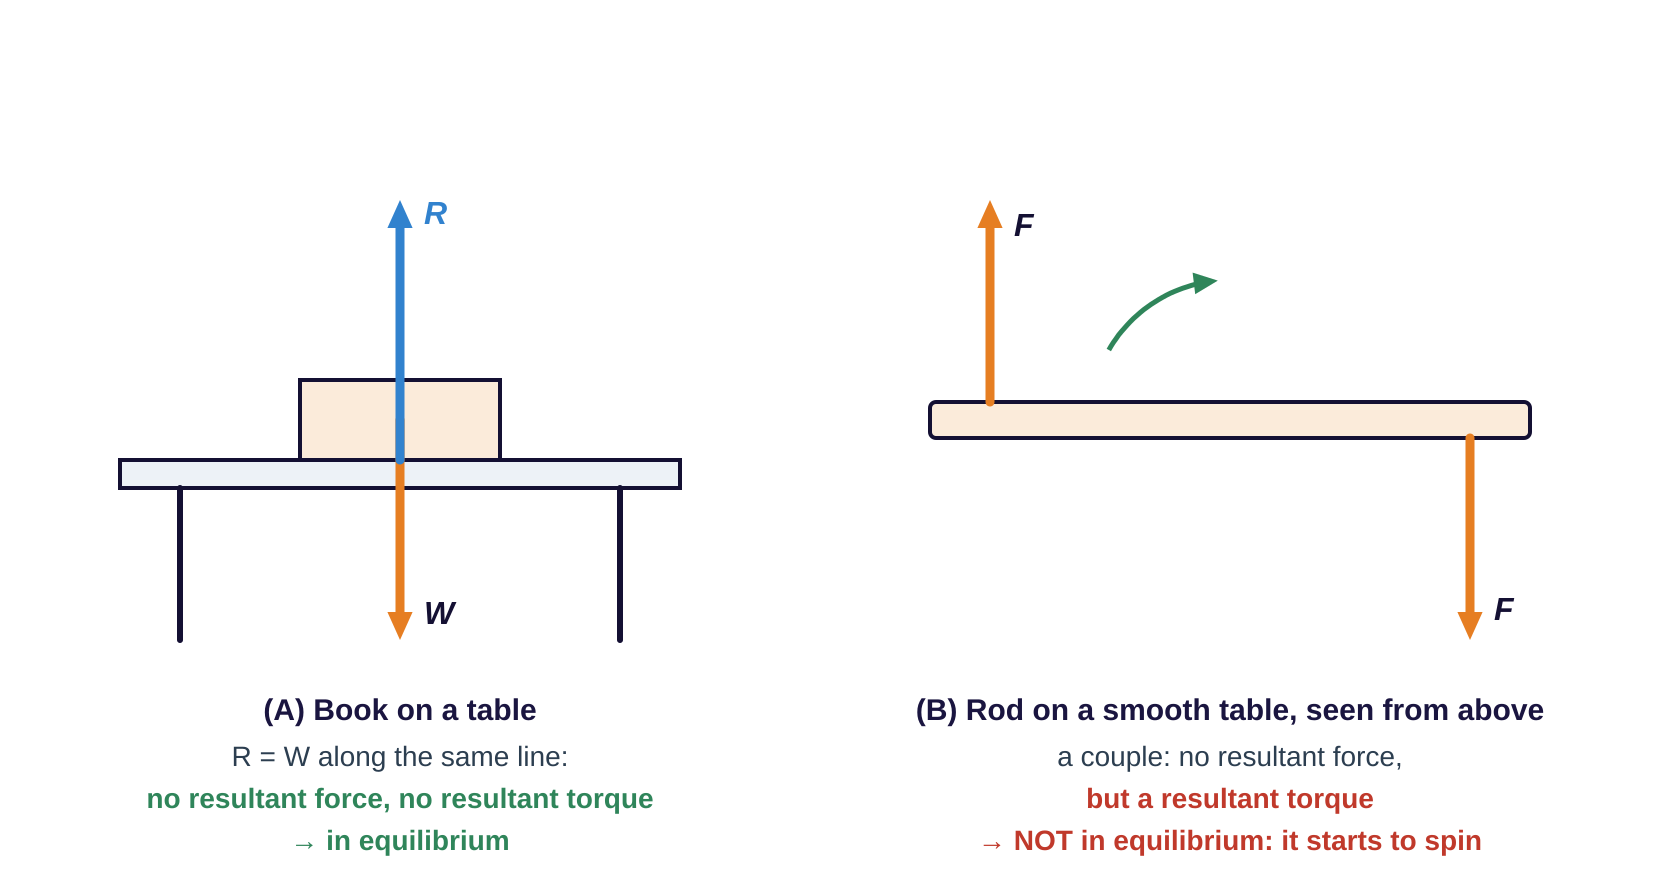 R
F
W
F
(A) Book on a table
R = W along the same line:
no resultant force, no resultant torque
→ in equilibrium
(B) Rod on a smooth table, seen from above
a couple: no resultant force,
but a resultant torque
→ NOT in equilibrium: it starts to spin